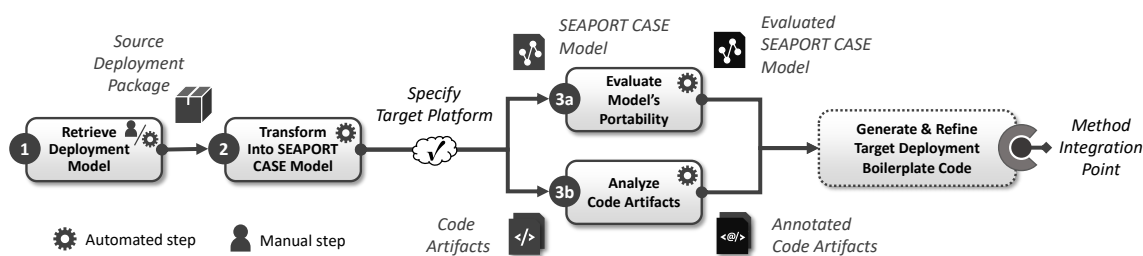 Source
Deployment
Package
1
Retrieve
Deployment
Model
2
Transform
Into SEAPORT
CASE Model
Specify
Target Platform
SEAPORT CASE
Model
3a
Evaluate
Model's
Portability
Evaluated
SEAPORT CASE
Model
3b
Analyze
Code Artifacts
Code
Artifacts
</>
<@/>
Annotated
Code Artifacts
Generate & Refine
Target Deployment
Boilerplate Code
Method
Integration
Point
Automated step
Manual step